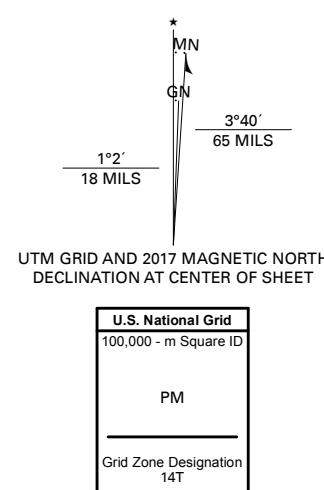 ★
MN
GN
3°40´
65 MILS
1°2´
18 MILS
UTM GRID AND 2017 MAGNETIC NORTH
DECLINATION AT CENTER OF SHEET
U.S. National Grid
100,000 - m Square ID
PM
Grid Zone Designation
14T